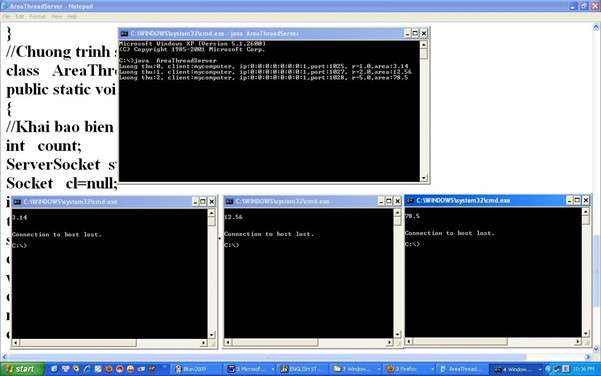 AreaThreadServer - Notepad
File Edit Format View Help
}
//Chuong trinh s
class AreaThre
public static voi
{
//Khai bao bien
int count;
ServerSocket s
Socket cl=null;
C:\WINDOWS\system32\cmd.exe - java AreaThreadServer
Microsoft Windows XP [Version 5.1.2600]
(C) Copyright 1985-2001 Microsoft Corp.
C:\>java AreaThreadServer
Luong thu:0, client:mycomputer, ip:0:0:0:0:0:0:0:1,port:1025, r=1.0,area:3.14
Luong thu:1, client:mycomputer, ip:0:0:0:0:0:0:0:1,port:1027, r=2.0,area:12.56
Luong thu:2, client:mycomputer, ip:0:0:0:0:0:0:0:1,port:1028, r=5.0,area:78.5
C:\WINDOWS\system32\cmd.exe
3.14
Connection to host lost.
C:\>
C:\WINDOWS\system32\cmd.exe
12.56
Connection to host lost.
C:\>
C:\WINDOWS\system32\cmd.exe
78.5
Connection to host lost.
C:\>
start
3 Microsof...
ENGLISH ST...
3 Window...
3 Firefox
AreaThread...
4 Window...
10:36 PM